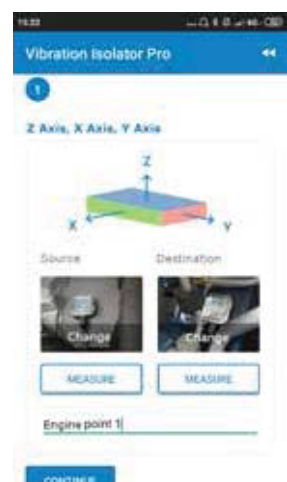 Vibration Isolator Pro
1
Z Axis, X Axis, Y Axis
Z
X
Y
Source Destination
Change Change
MEASURE MEASURE
Engine point 1
CONTINUE